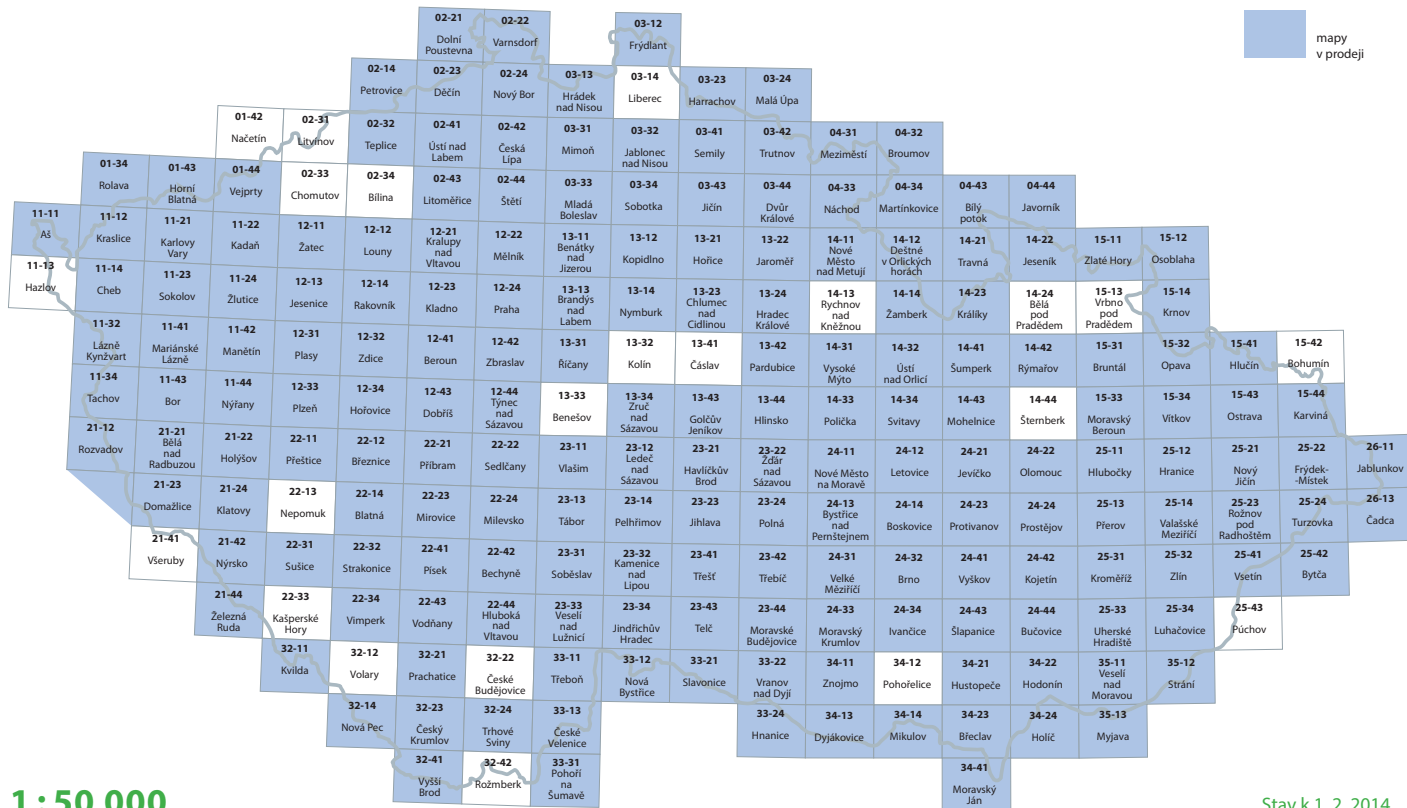 02-21
Dolní
Poustevna
02-22
Varnsdorf
03-12
Frýdlant
mapy
v prodeji
02-14
Petrovice
02-23
Děčín
02-24
Nový Bor
03-13
Hrádek
nad Nisou
03-14
Liberec
03-23
Harrachov
03-24
Malá Úpa
01-42
Načetín
02-31
Litvínov
02-32
Teplice
02-41
Ústí nad
Labem
02-42
Česká
Lípa
03-31
Mimoň
03-32
Jablonec
nad Nisou
03-41
Semily
03-42
Trutnov
04-31
Meziměstí
04-32
Broumov
01-34
Rolava
01-43
Horní
Blatná
01-44
Vejprty
02-33
Chomutov
02-34
Bílina
02-43
Litoměřice
02-44
Štětí
03-33
Mladá
Boleslav
03-34
Sobotka
03-43
Jičín
03-44
Dvůr
Králové
04-33
Náchod
04-34
Martínkovice
04-43
Bílý
potok
04-44
Javorník
11-11
Aš
11-12
Kraslice
11-21
Karlovy
Vary
11-22
Kadaň
12-11
Žatec
12-12
Louny
12-21
Kralupy
nad
Vltavou
12-22
Mělník
13-11
Benátky
nad
Jizerou
13-12
Kopidlno
13-21
Hořice
13-22
Jaroměř
14-11
Nové
Město
nad Metují
14-12
Deštné
v Orlických
horách
14-21
Travná
14-22
Jeseník
15-11
Zlaté Hory
15-12
Osoblaha
11-13
Hazlov
11-14
Cheb
11-23
Sokolov
11-24
Žlutice
12-13
Jesenice
12-14
Rakovník
12-23
Kladno
12-24
Praha
13-13
Brandýs
nad
Labem
13-14
Nymburk
13-23
Chlumec
nad
Cidlinou
13-24
Hradec
Králové
14-13
Rychnov
nad
Kněžnou
14-14
Žamberk
14-23
Králíky
14-24
Bělá
pod
Pradědem
15-13
Vrbno
pod
Pradědem
15-14
Krnov
11-32
Lázně
Kynžvart
11-41
Mariánské
Lázně
11-42
Manětín
12-31
Plasy
12-32
Zdice
12-41
Beroun
12-42
Zbraslav
13-31
Říčany
13-32
Kolín
13-41
Čáslav
13-42
Pardubice
14-31
Vysoké
Mýto
14-32
Ústí
nad Orlicí
14-41
Šumperk
14-42
Rýmařov
15-31
Bruntál
15-32
Opava
15-41
Hlučín
15-42
Bohumín
11-34
Tachov
11-43
Bor
11-44
Nýřany
12-33
Plzeň
12-34
Hořovice
12-43
Dobříš
12-44
Týnec
nad
Sázavou
13-33
Benešov
13-34
Zruč
nad
Sázavou
13-43
Golčův
Jeníkov
13-44
Hlinsko
14-33
Polička
14-34
Svitavy
14-43
Mohelnice
14-44
Šternberk
15-33
Moravský
Beroun
15-34
Vítkov
15-43
Ostrava
15-44
Karviná
21-12
Rozvadov
21-21
Bělá
nad
Radbuzou
21-22
Holýšov
22-11
Přeštice
22-12
Březnice
22-21
Příbram
22-22
Sedlčany
23-11
Vlašim
23-12
Ledeč
nad
Sázavou
23-21
Havlíčkův
Brod
23-22
Žďár
nad
Sázavou
24-11
Nové Město
na Moravě
24-12
Letovice
24-21
Jevíčko
24-22
Olomouc
25-11
Hlubočky
25-12
Hranice
25-21
Nový
Jičín
25-22
Frýdek-
-Místek
26-11
Jablunkov
21-23
Domažlice
21-24
Klatovy
22-13
Nepomuk
22-14
Blatná
22-23
Mirovice
22-24
Milevsko
23-13
Tábor
23-14
Pelhřimov
23-23
Jihlava
23-24
Polná
24-13
Bystřice
nad
Pernštejnem
24-14
Boskovice
24-23
Protivanov
24-24
Prostějov
25-13
Přerov
25-14
Valašské
Meziříčí
25-23
Rožnov
pod
Radhoštěm
25-24
Turzovka
26-13
Čadca
21-41
Všeruby
21-42
Nýrsko
22-31
Sušice
22-32
Strakonice
22-41
Písek
22-42
Bechyně
23-31
Soběslav
23-32
Kamenice
nad
Lipou
23-41
Třešť
23-42
Třebíč
24-31
Velké
Meziříčí
24-32
Brno
24-41
Vyškov
24-42
Kojetín
25-31
Kroměříž
25-32
Zlín
25-41
Vsetín
25-42
Bytča
21-44
Železná
Ruda
22-33
Kašperské
Hory
22-34
Vimperk
22-43
Vodňany
22-44
Hluboká
nad
Vltavou
23-33
Veselí
nad
Lužnicí
23-34
Jindřichův
Hradec
23-43
Telč
23-44
Moravské
Budějovice
24-33
Moravský
Krumlov
24-34
Ivančice
24-43
Šlapanice
24-44
Bučovice
25-33
Uherské
Hradiště
25-34
Luhačovice
25-43
Púchov
32-11
Kvilda
32-12
Volary
32-21
Prachatice
32-22
České
Budějovice
33-11
Třeboň
33-12
Nová
Bystřice
33-21
Slavonice
33-22
Vranov
nad Dyjí
34-11
Znojmo
34-12
Pohořelice
34-21
Hustopeče
34-22
Hodonín
35-11
Veselí
nad
Moravou
35-12
Strání
32-14
Nová Pec
32-23
Český
Krumlov
32-24
Trhové
Sviny
33-13
České
Velenice
33-24
Hnanice
34-13
Dyjákovice
34-14
Mikulov
34-23
Břeclav
34-24
Holíč
35-13
Myjava
32-41
Vyšší
Brod
32-42
Rožmberk
33-31
Pohoří
na
Šumavě
34-41
Moravský
Ján
1 : 50 000
Stav k 1. 2. 2014